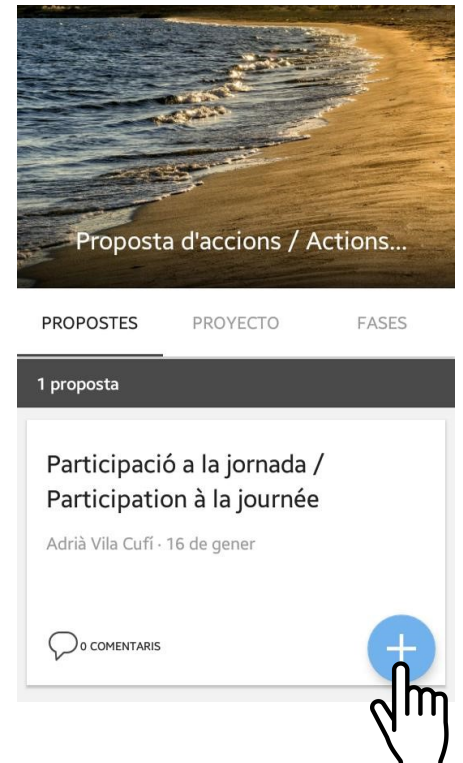 Proposta d'accions / Actions...
PROPOSTES PROYECTO FASES
1 proposta
Participació a la jornada /
Participation à la journée
Adrià Vila Cufí · 16 de gener
0 COMENTARIS